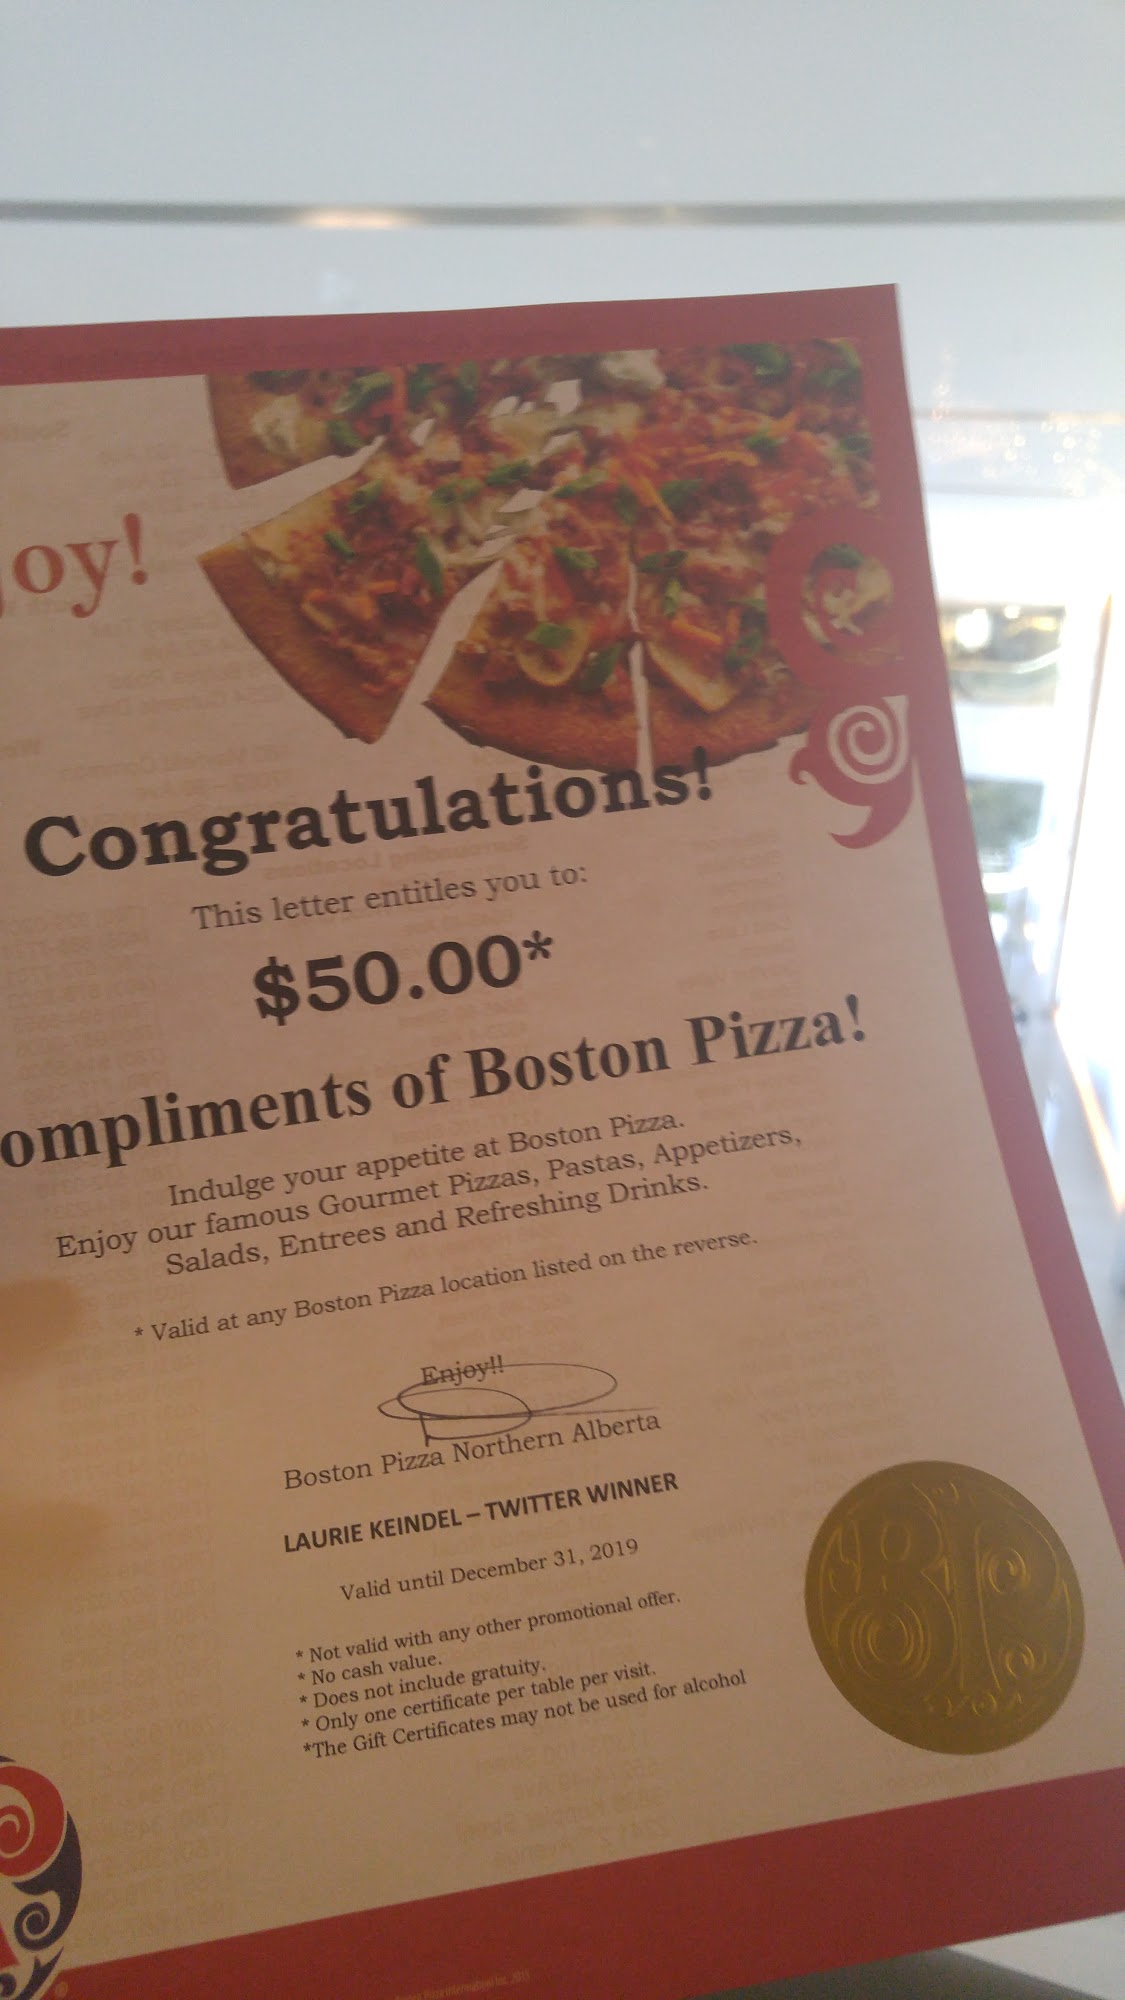 oy!
Congratulations!
This letter entitles you to:
$50.00*
ompliments of Boston Pizza!
Indulge your appetite at Boston Pizza.
Enjoy our famous Gourmet Pizzas, Pastas, Appetizers,
Salads, Entrees and Refreshing Drinks.
* Valid at any Boston Pizza location listed on the reverse.
Enjoy!!
Boston Pizza Northern Alberta
LAURIE KEINDEL – TWITTER WINNER
Valid until December 31, 2019
* Not valid with any other promotional offer.
* No cash value.
* Does not include gratuity.
* Only one certificate per table per visit.
*The Gift Certificates may not be used for alcohol
BP